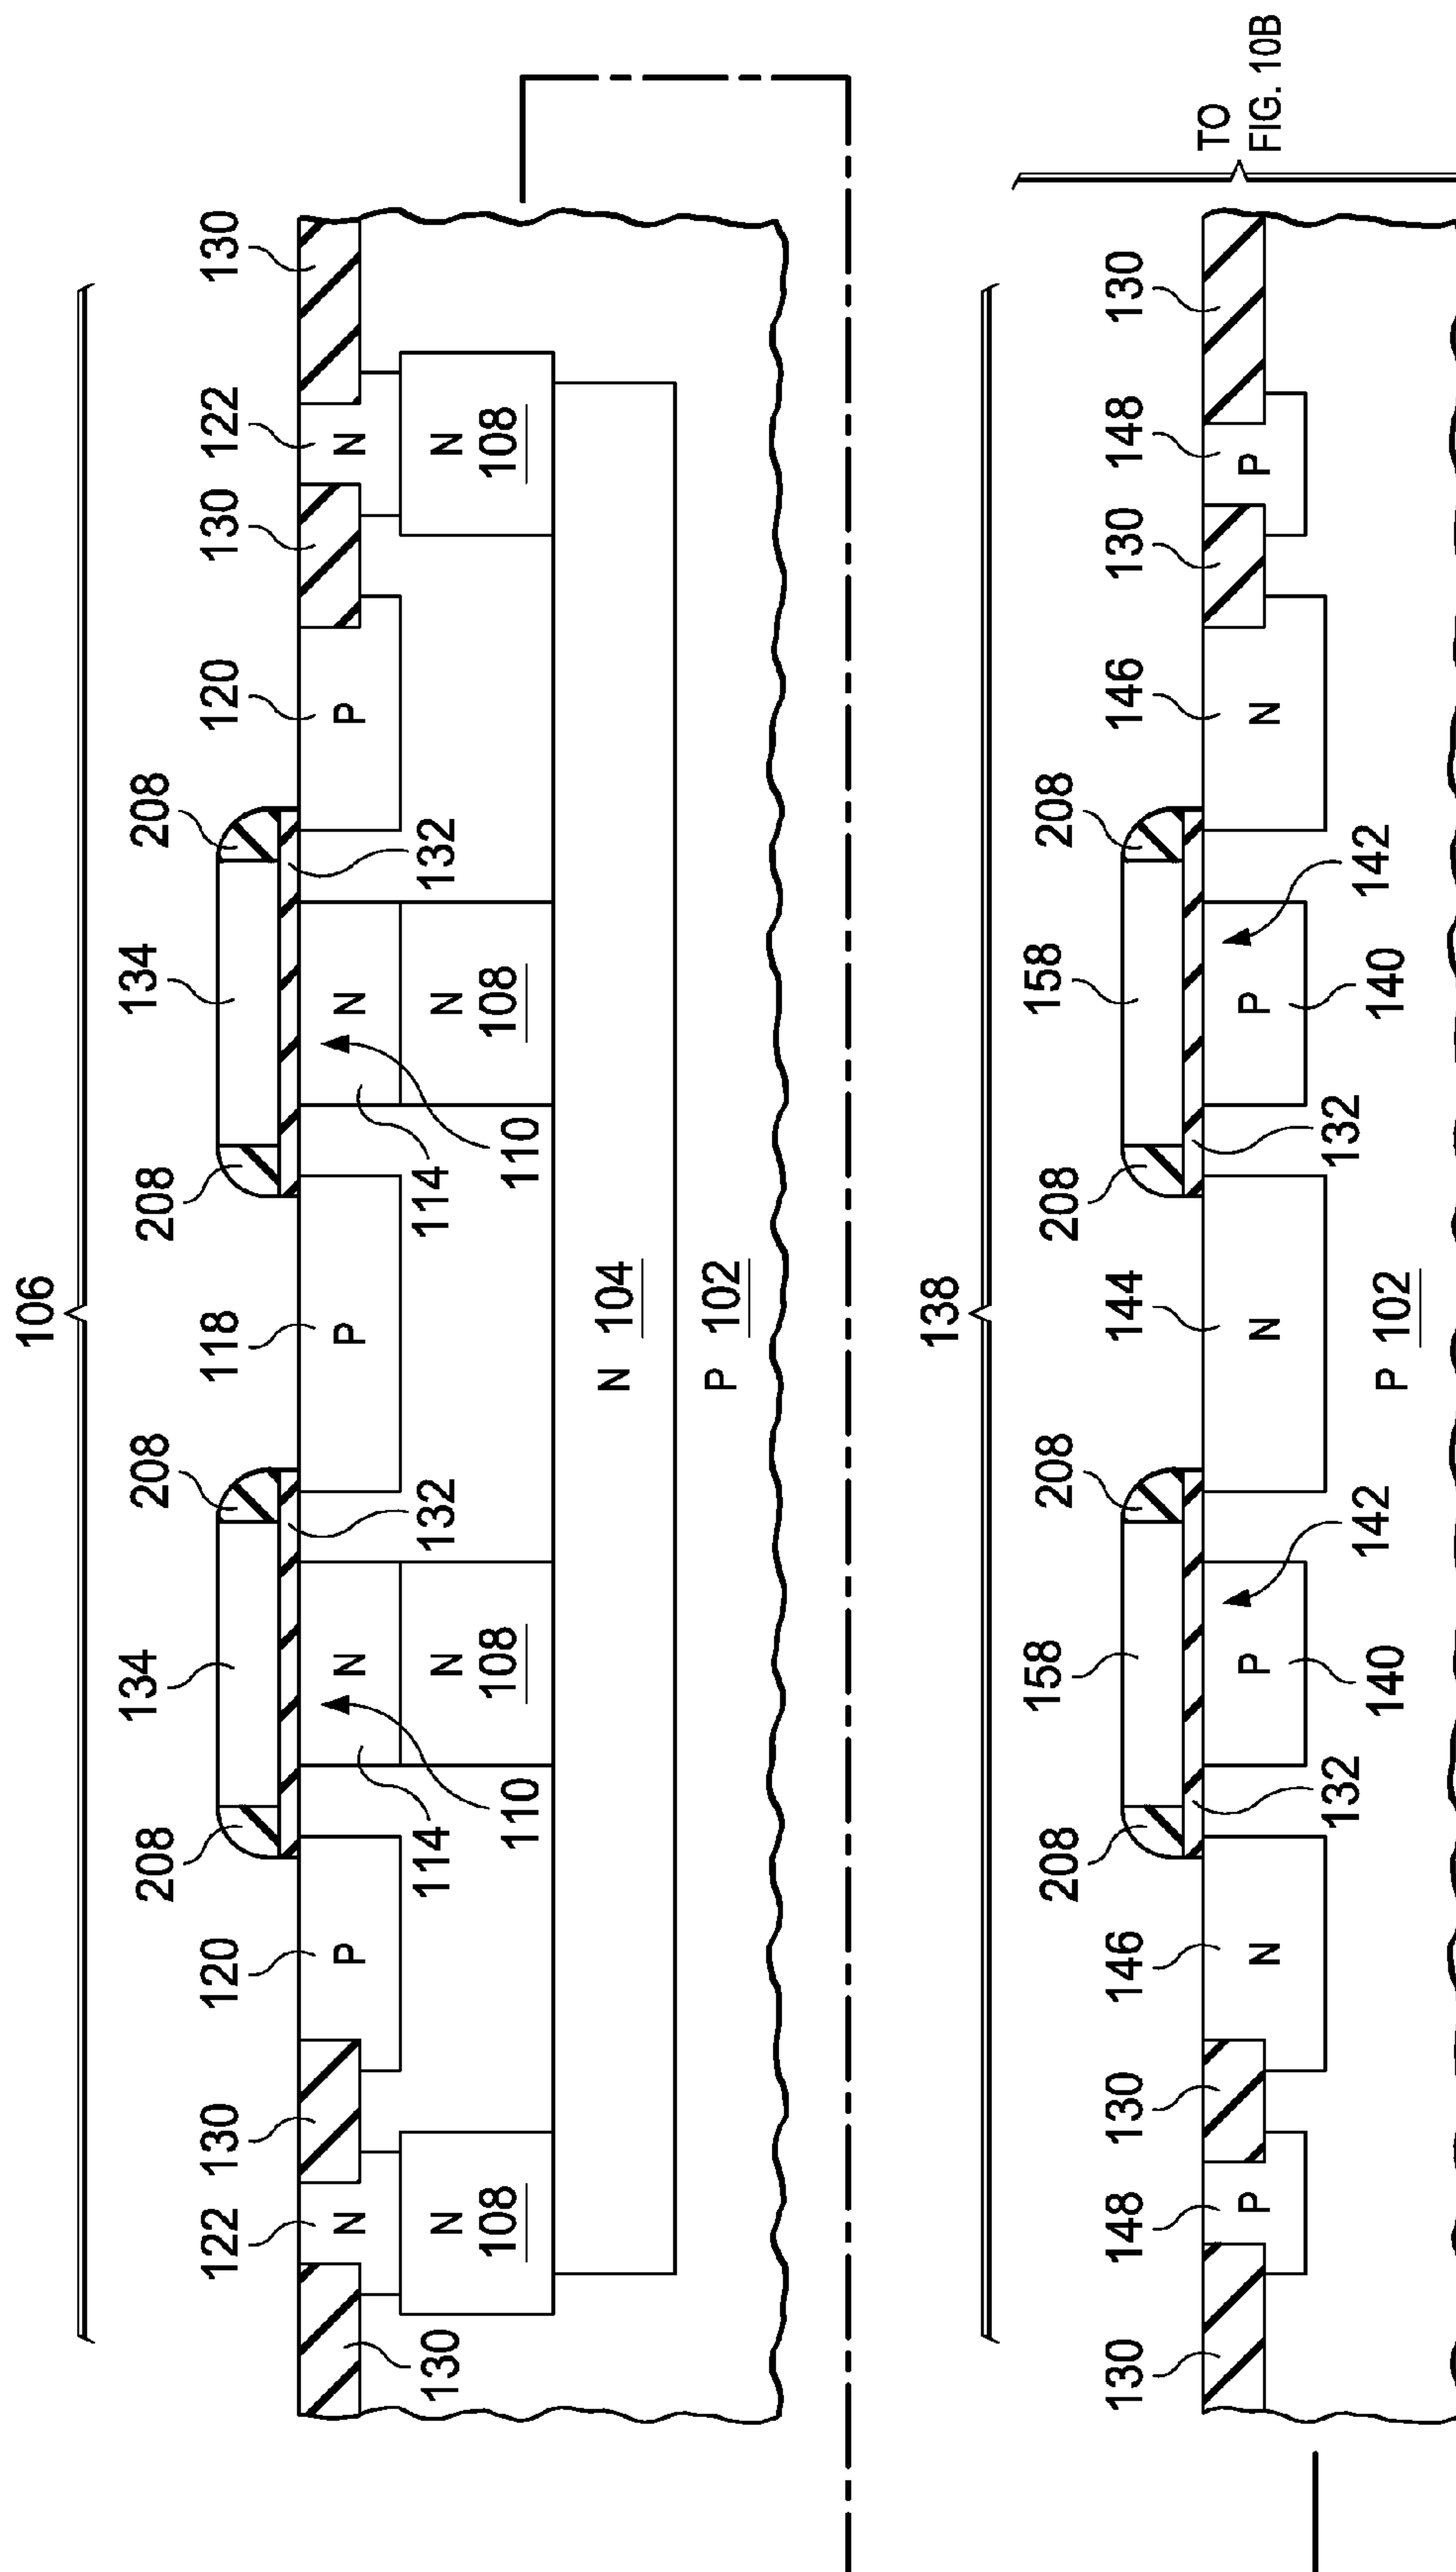 106
208 134 208 208 134 208
122 130 120 118 120 130 122 130
N P N P N P N
130 N 114 N 132 114 N 132 N
108 110 108 110 108 108
N 104
P 102
138
208 158 208 208 158 208
130 148 130 146 144 146 130 148 130
TO
FIG. 10B
P N P N P N P
132 142 132 142
140 P 102 140